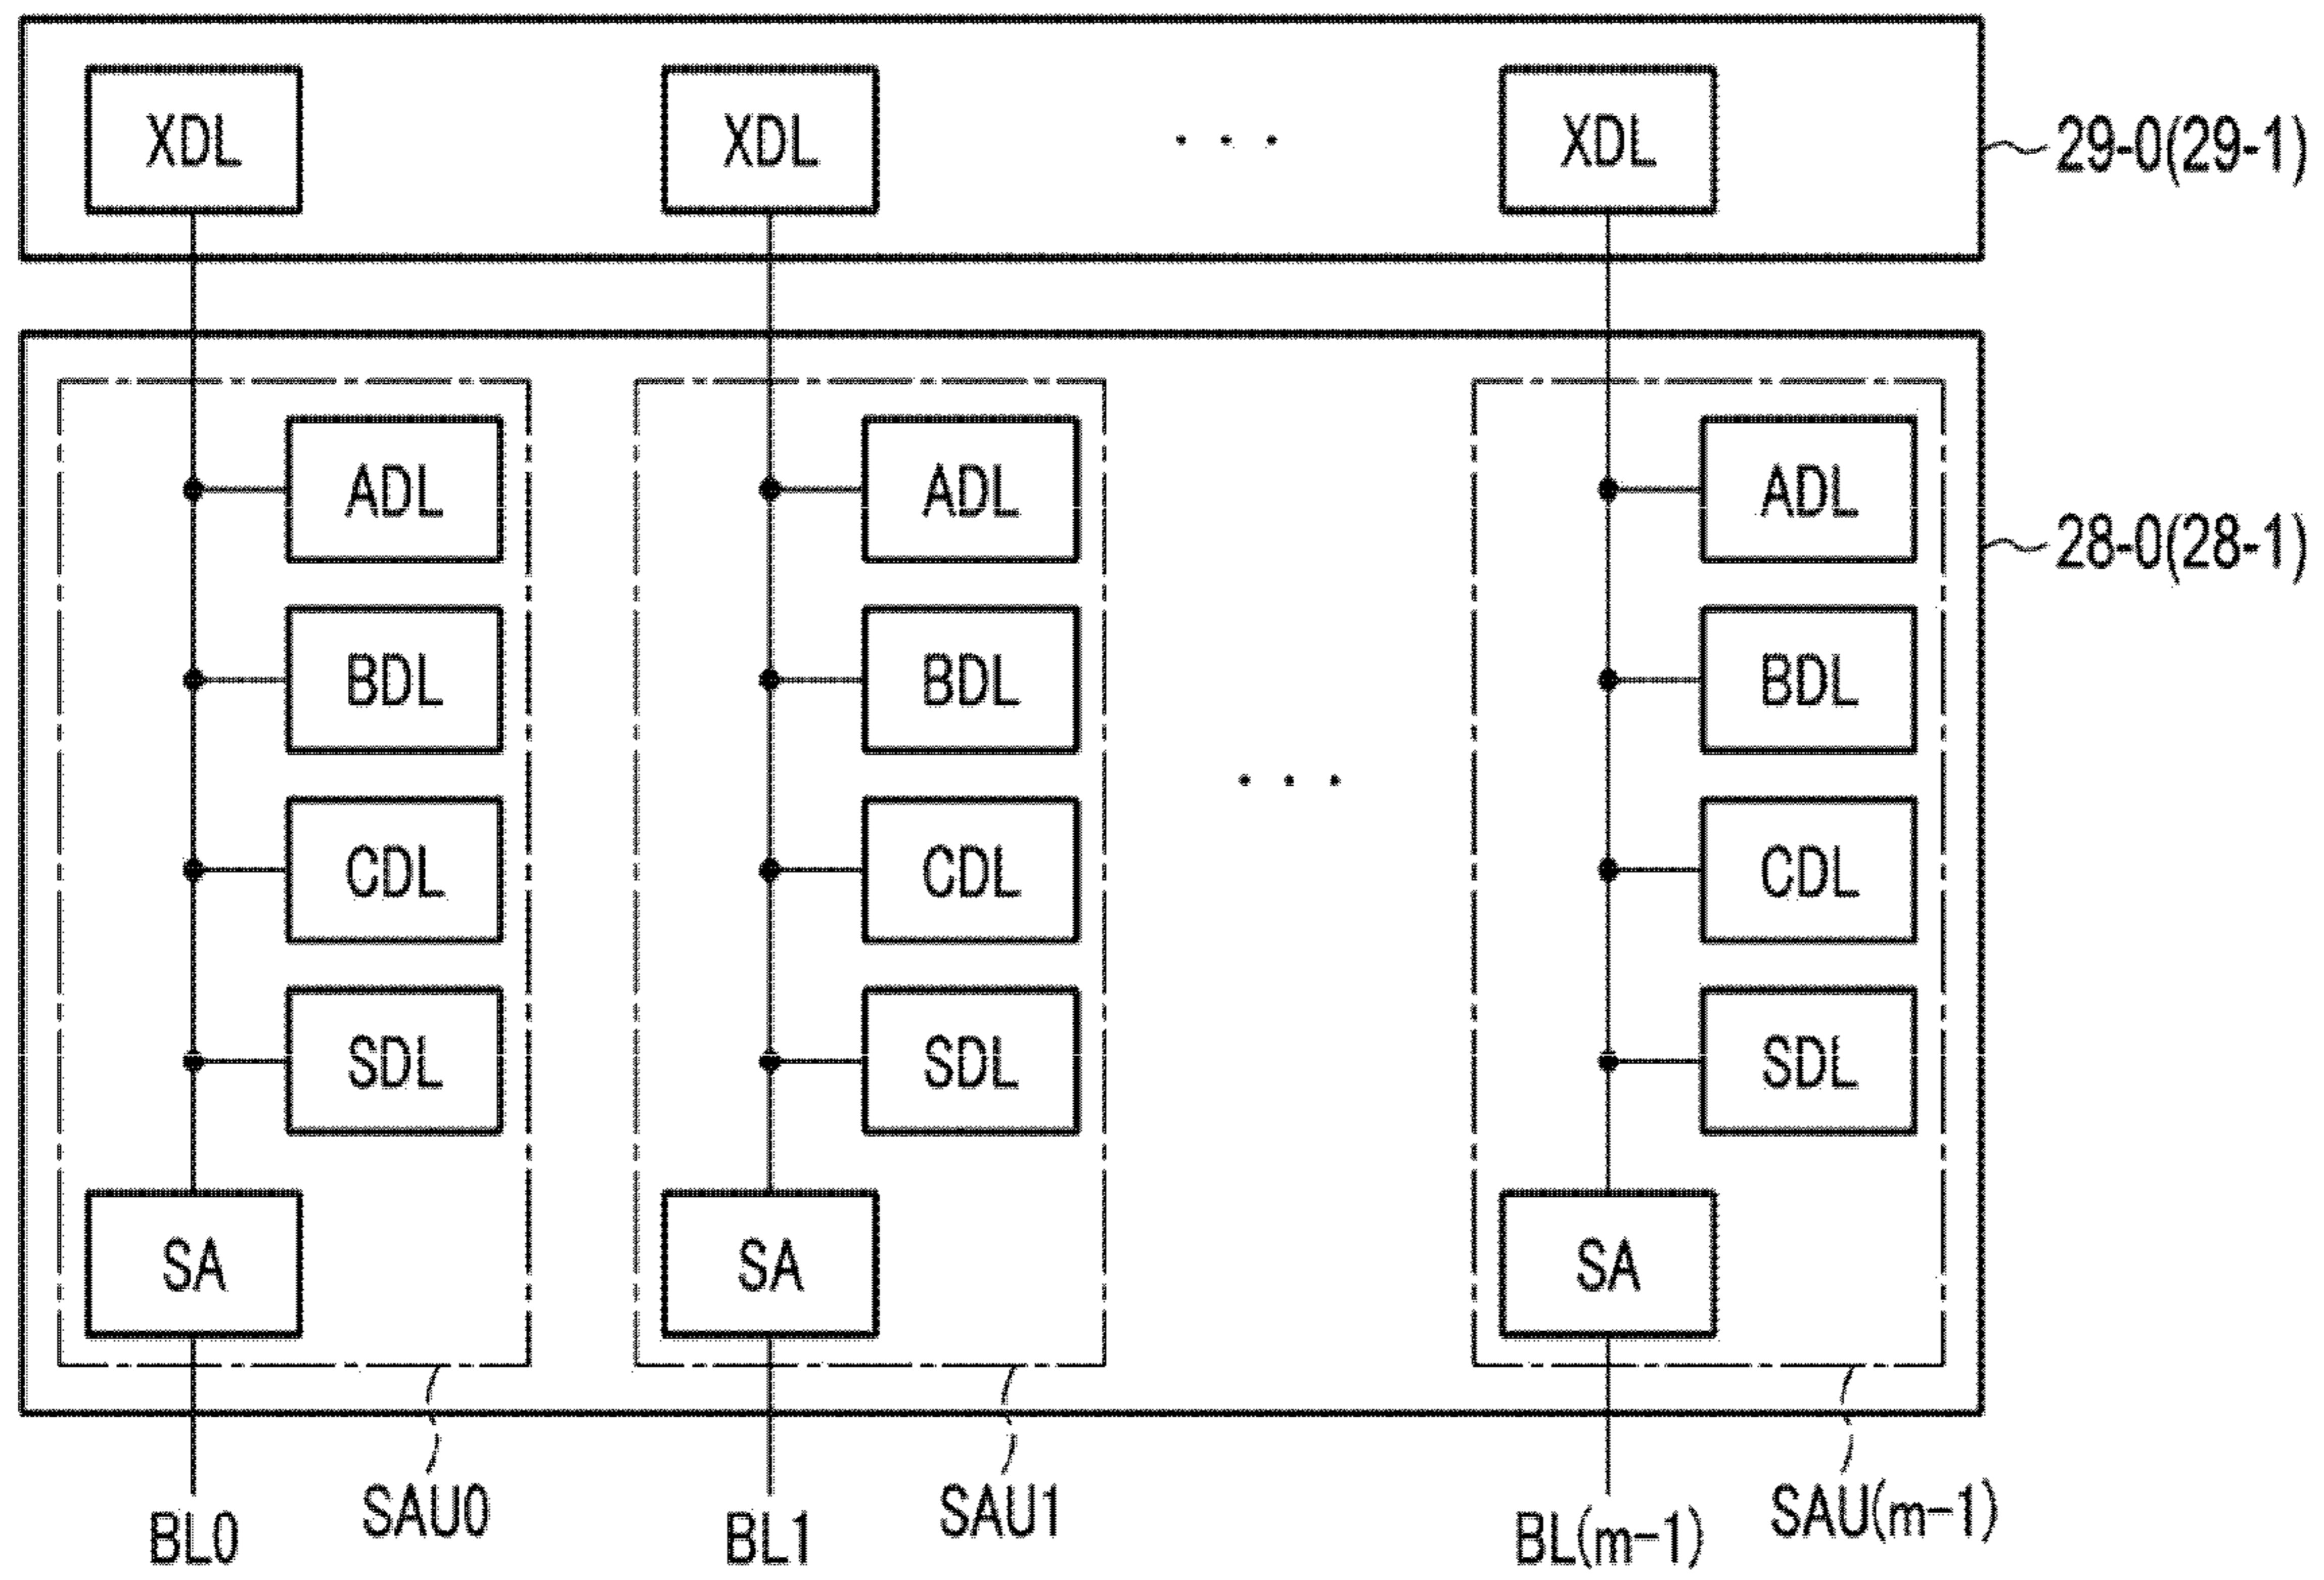 XDL XDL ... XDL
29-0(29-1)
ADL ADL ADL
28-0(28-1)
BDL BDL BDL
...
CDL CDL CDL
SDL SDL SDL
SA SA SA
SAU0 SAU1 SAU(m-1)
BL0 BL1 BL(m-1)